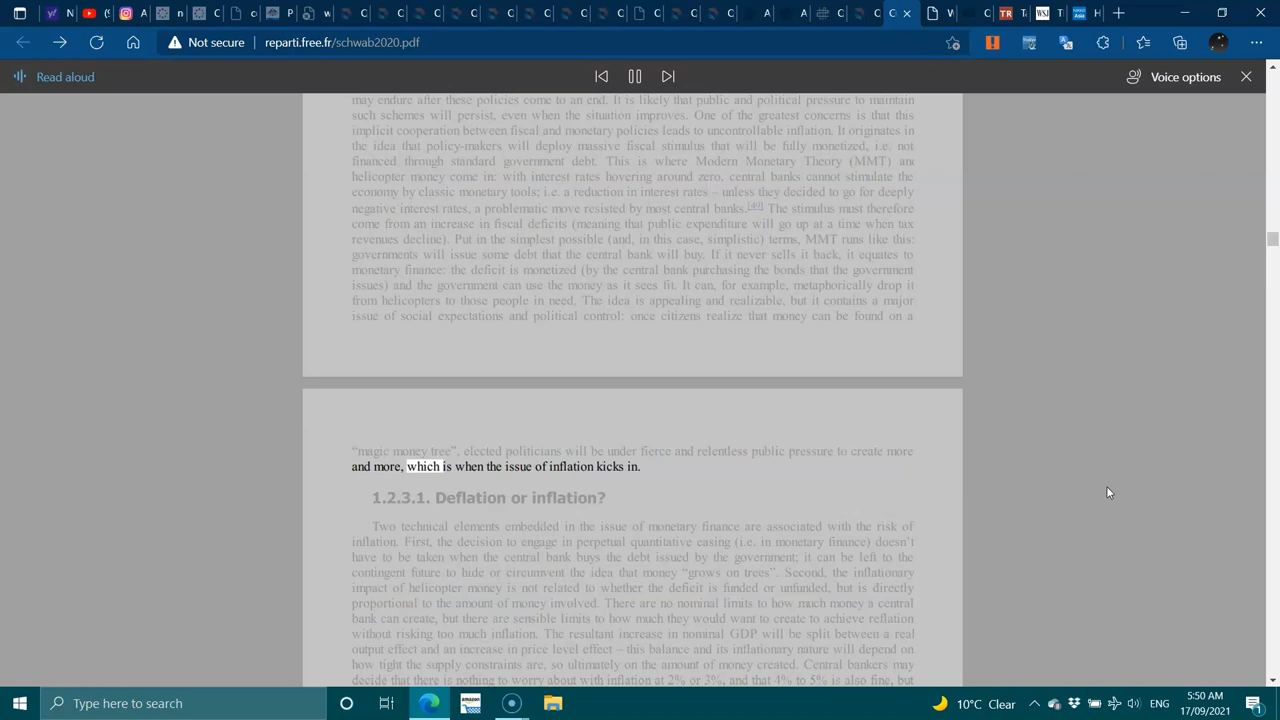 Not secure
reparti.free.fr/schwab2020.pdf
Read aloud
Voice options
may endure after these policies come to an end. It is likely that public and political pressure to maintain
such schemes will persist, even when the situation improves. One of the greatest concerns is that this
implicit cooperation between fiscal and monetary policies leads to uncontrollable inflation. It originates in
the idea that policy-makers will deploy massive fiscal stimulus that will be fully monetized, i.e. not
financed through standard government debt. This is where Modern Monetary Theory (MMT) and
helicopter money come in: with interest rates hovering around zero, central banks cannot stimulate the
economy by classic monetary tools; i.e. a reduction in interest rates – unless they decided to go for deeply
negative interest rates, a problematic move resisted by most central banks.[49] The stimulus must therefore
come from an increase in fiscal deficits (meaning that public expenditure will go up at a time when tax
revenues decline). Put in the simplest possible (and, in this case, simplistic) terms, MMT runs like this:
governments will issue some debt that the central bank will buy. If it never sells it back, it equates to
monetary finance: the deficit is monetized (by the central bank purchasing the bonds that the government
issues) and the government can use the money as it sees fit. It can, for example, metaphorically drop it
from helicopters to those people in need. The idea is appealing and realizable, but it contains a major
issue of social expectations and political control: once citizens realize that money can be found on a
“magic money tree”, elected politicians will be under fierce and relentless public pressure to create more
and more, which is when the issue of inflation kicks in.
1.2.3.1. Deflation or inflation?
Two technical elements embedded in the issue of monetary finance are associated with the risk of
inflation. First, the decision to engage in perpetual quantitative easing (i.e. in monetary finance) doesn’t
have to be taken when the central bank buys the debt issued by the government; it can be left to the
contingent future to hide or circumvent the idea that money “grows on trees”. Second, the inflationary
impact of helicopter money is not related to whether the deficit is funded or unfunded, but is directly
proportional to the amount of money involved. There are no nominal limits to how much money a central
bank can create, but there are sensible limits to how much they would want to create to achieve reflation
without risking too much inflation. The resultant increase in nominal GDP will be split between a real
output effect and an increase in price level effect – this balance and its inflationary nature will depend on
how tight the supply constraints are, so ultimately on the amount of money created. Central bankers may
decide that there is nothing to worry about with inflation at 2% or 3%, and that 4% to 5% is also fine, but
Type here to search
10°C Clear
ENG
5:50 AM
17/09/2021